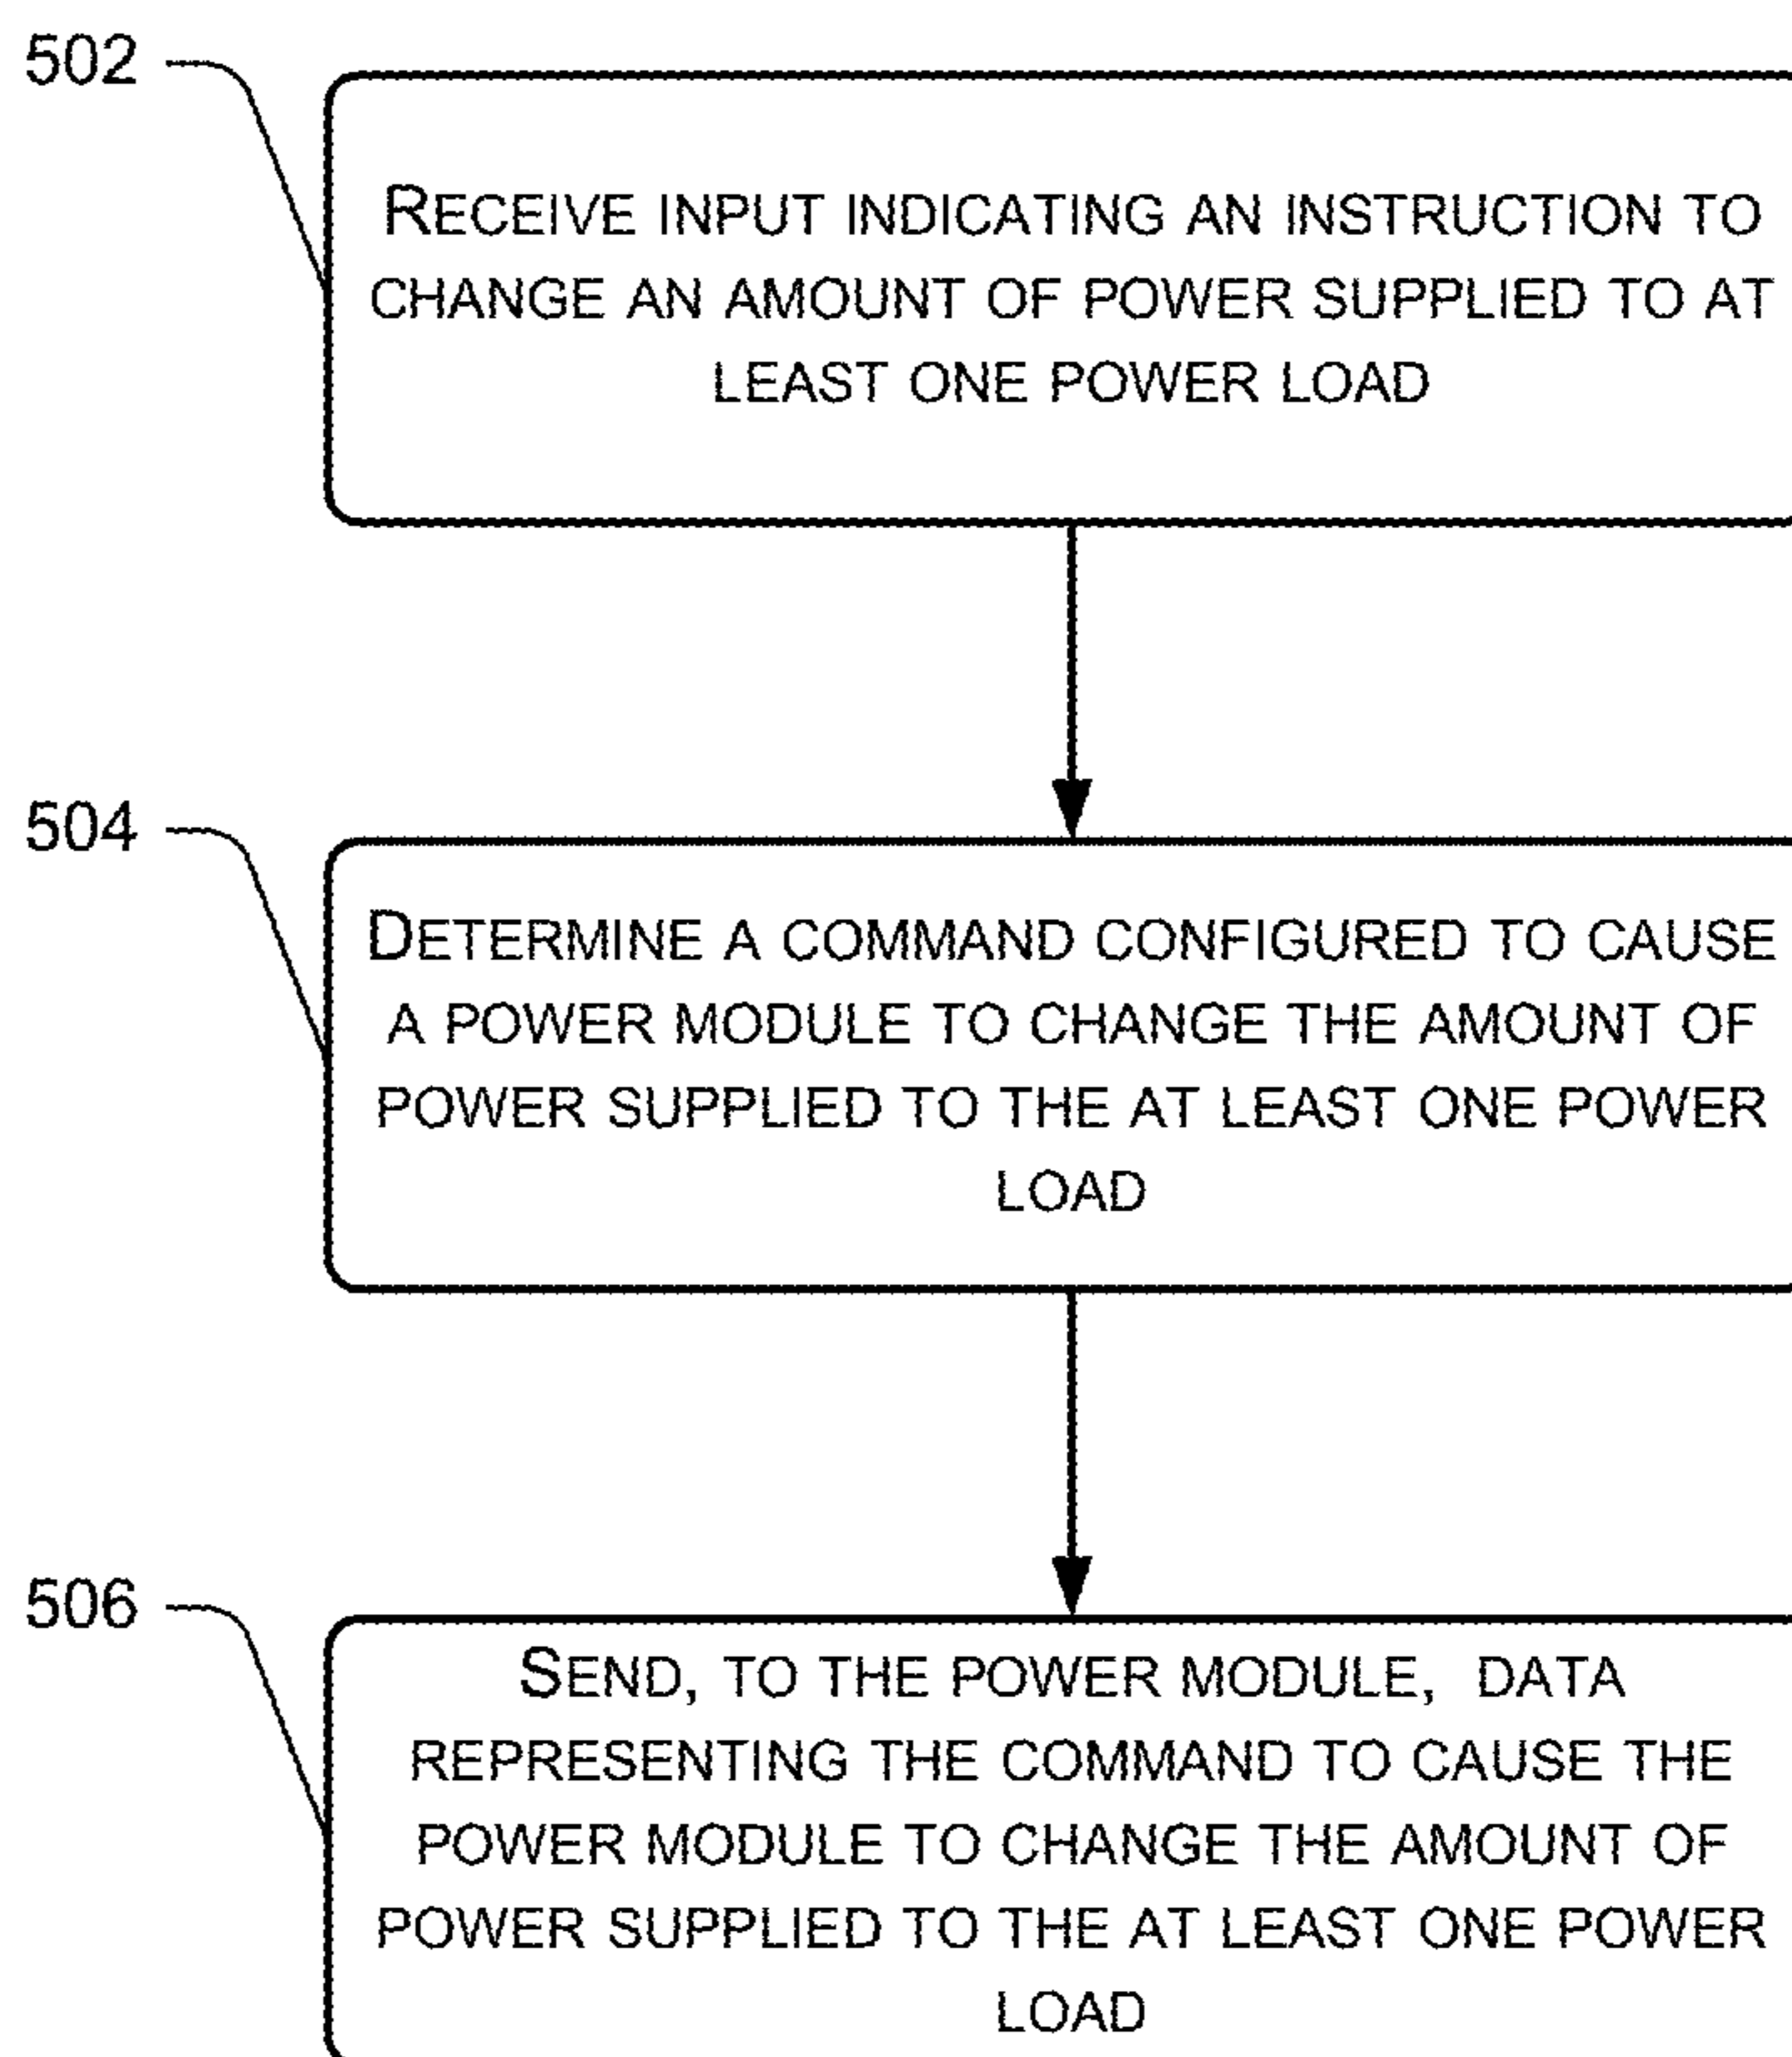 502
RECEIVE INPUT INDICATING AN INSTRUCTION TO
CHANGE AN AMOUNT OF POWER SUPPLIED TO AT
LEAST ONE POWER LOAD
504
DETERMINE A COMMAND CONFIGURED TO CAUSE
A POWER MODULE TO CHANGE THE AMOUNT OF
POWER SUPPLIED TO THE AT LEAST ONE POWER
LOAD
506
SEND, TO THE POWER MODULE, DATA
REPRESENTING THE COMMAND TO CAUSE THE
POWER MODULE TO CHANGE THE AMOUNT OF
POWER SUPPLIED TO THE AT LEAST ONE POWER
LOAD